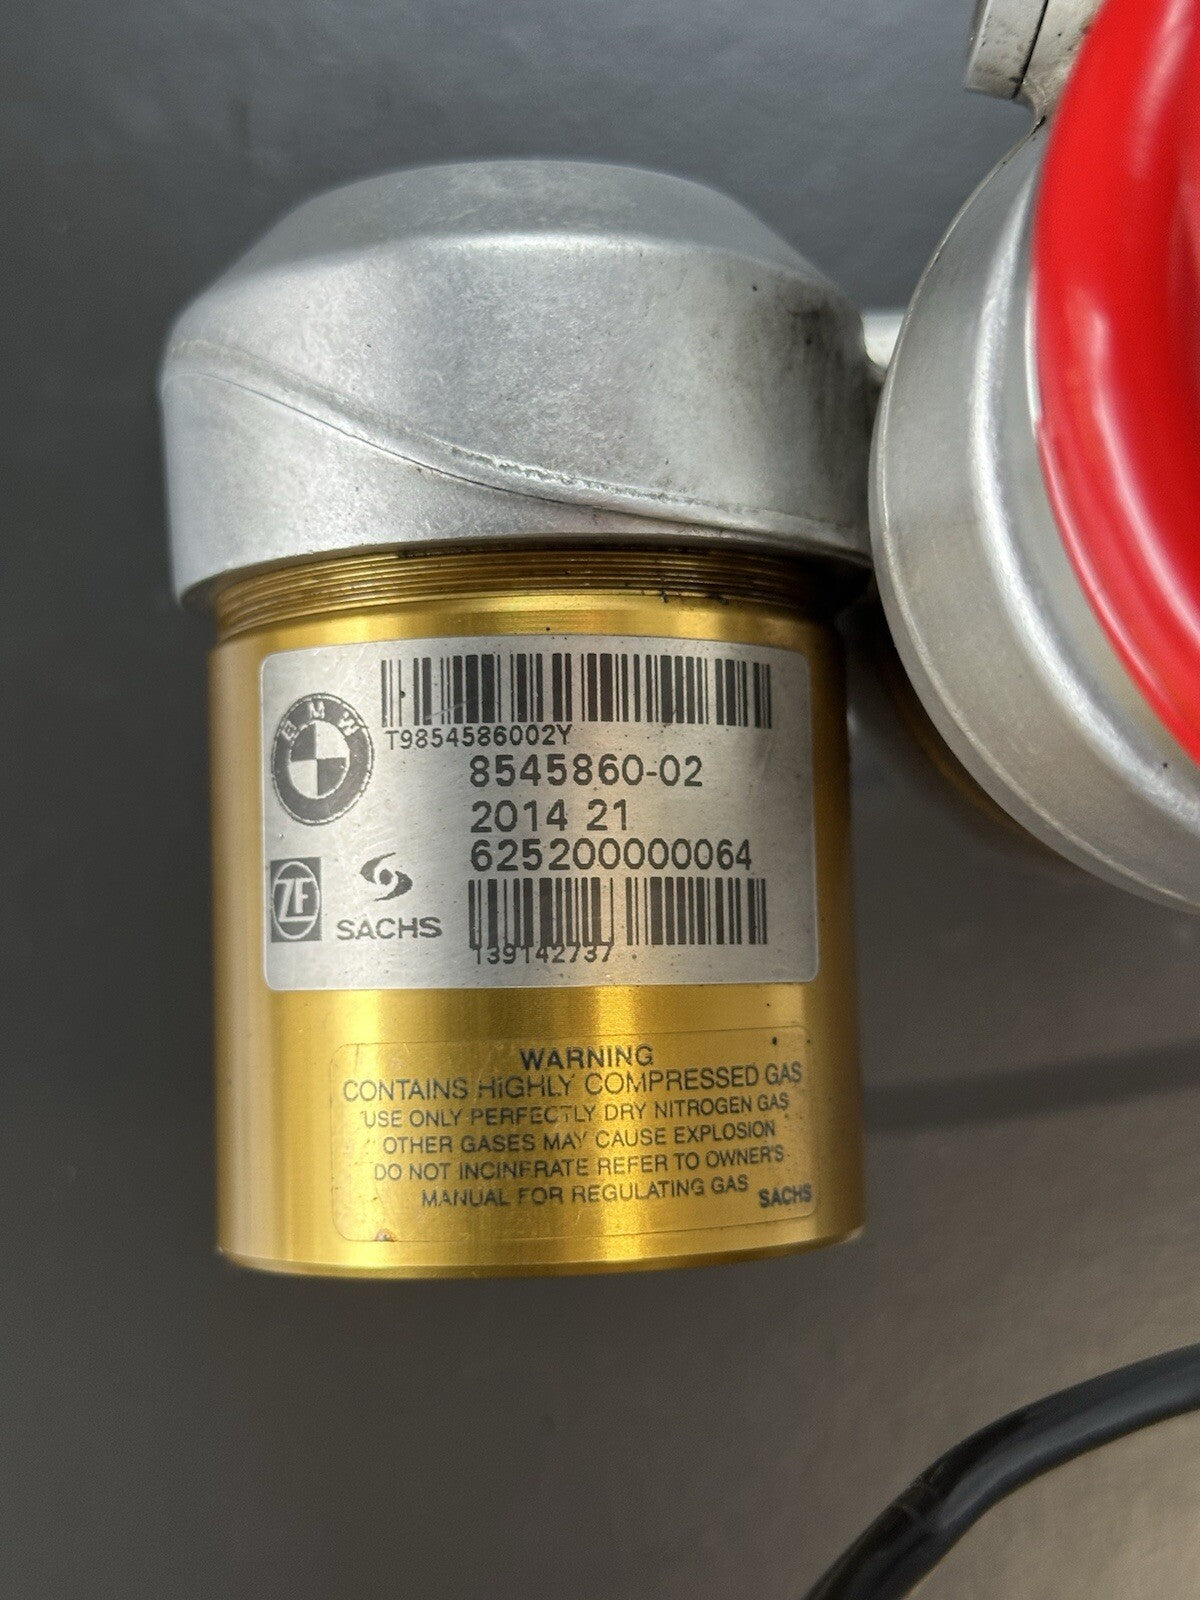 BMW
T9854586002Y
8545860-02
2014 21
625200000064
ZF
SACHS
139142737
WARNING
CONTAINS HIGHLY COMPRESSED GAS
USE ONLY PERFECTLY DRY NITROGEN GAS
OTHER GASES MAY CAUSE EXPLOSION
DO NOT INCINERATE REFER TO OWNER'S
MANUAL FOR REGULATING GAS SACHS